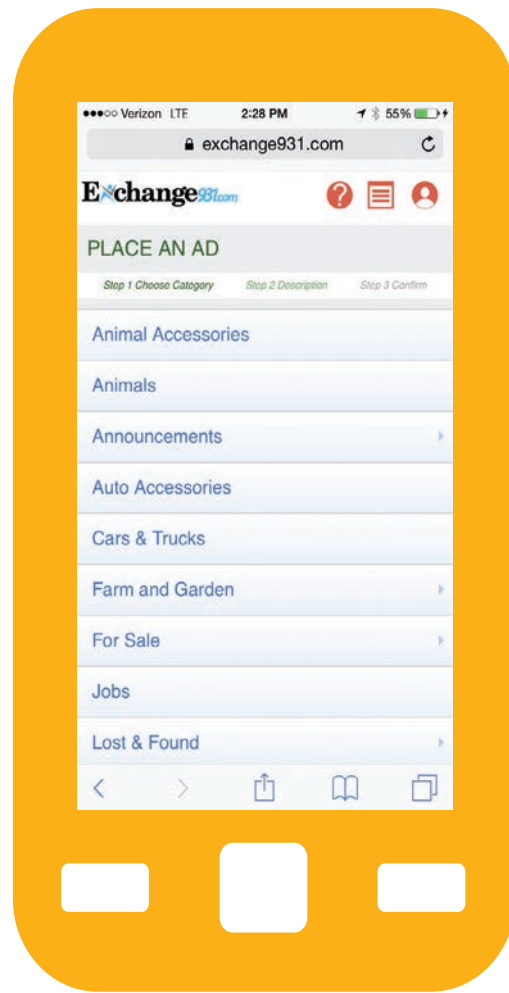 ●●●○○ Verizon LTE 2:28 PM 55%
exchange931.com
Exchange931.com
?
PLACE AN AD
Step 1 Choose Category Step 2 Description Step 3 Confirm
Animal Accessories
Animals
Announcements
Auto Accessories
Cars & Trucks
Farm and Garden
For Sale
Jobs
Lost & Found